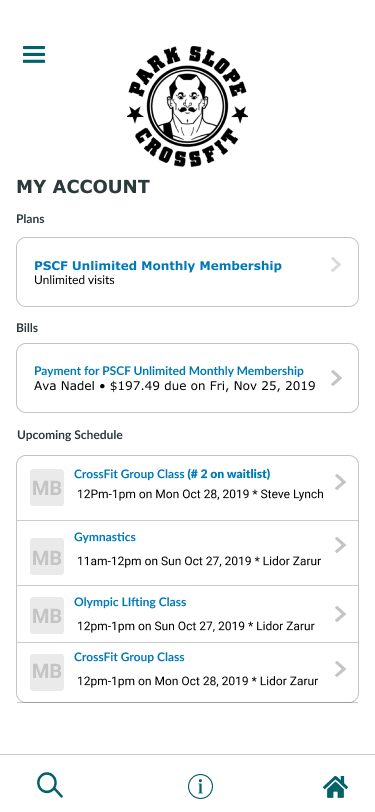 PARK SLOPE
CROSSFIT
MY ACCOUNT
Plans
PSCF Unlimited Monthly Membership
Unlimited visits
Bills
Payment for PSCF Unlimited Monthly Membership
Ava Nadel • $197.49 due on Fri, Nov 25, 2019
Upcoming Schedule
MB
CrossFit Group Class (# 2 on waitlist)
12Pm-1pm on Mon Oct 28, 2019 * Steve Lynch
MB
Gymnastics
11am-12pm on Sun Oct 27, 2019 * Lidor Zarur
MB
Olympic LIfting Class
12pm-1pm on Sun Oct 27, 2019 * Lidor Zarur
MB
CrossFit Group Class
12pm-1pm on Mon Oct 28, 2019 * Lidor Zarur
i